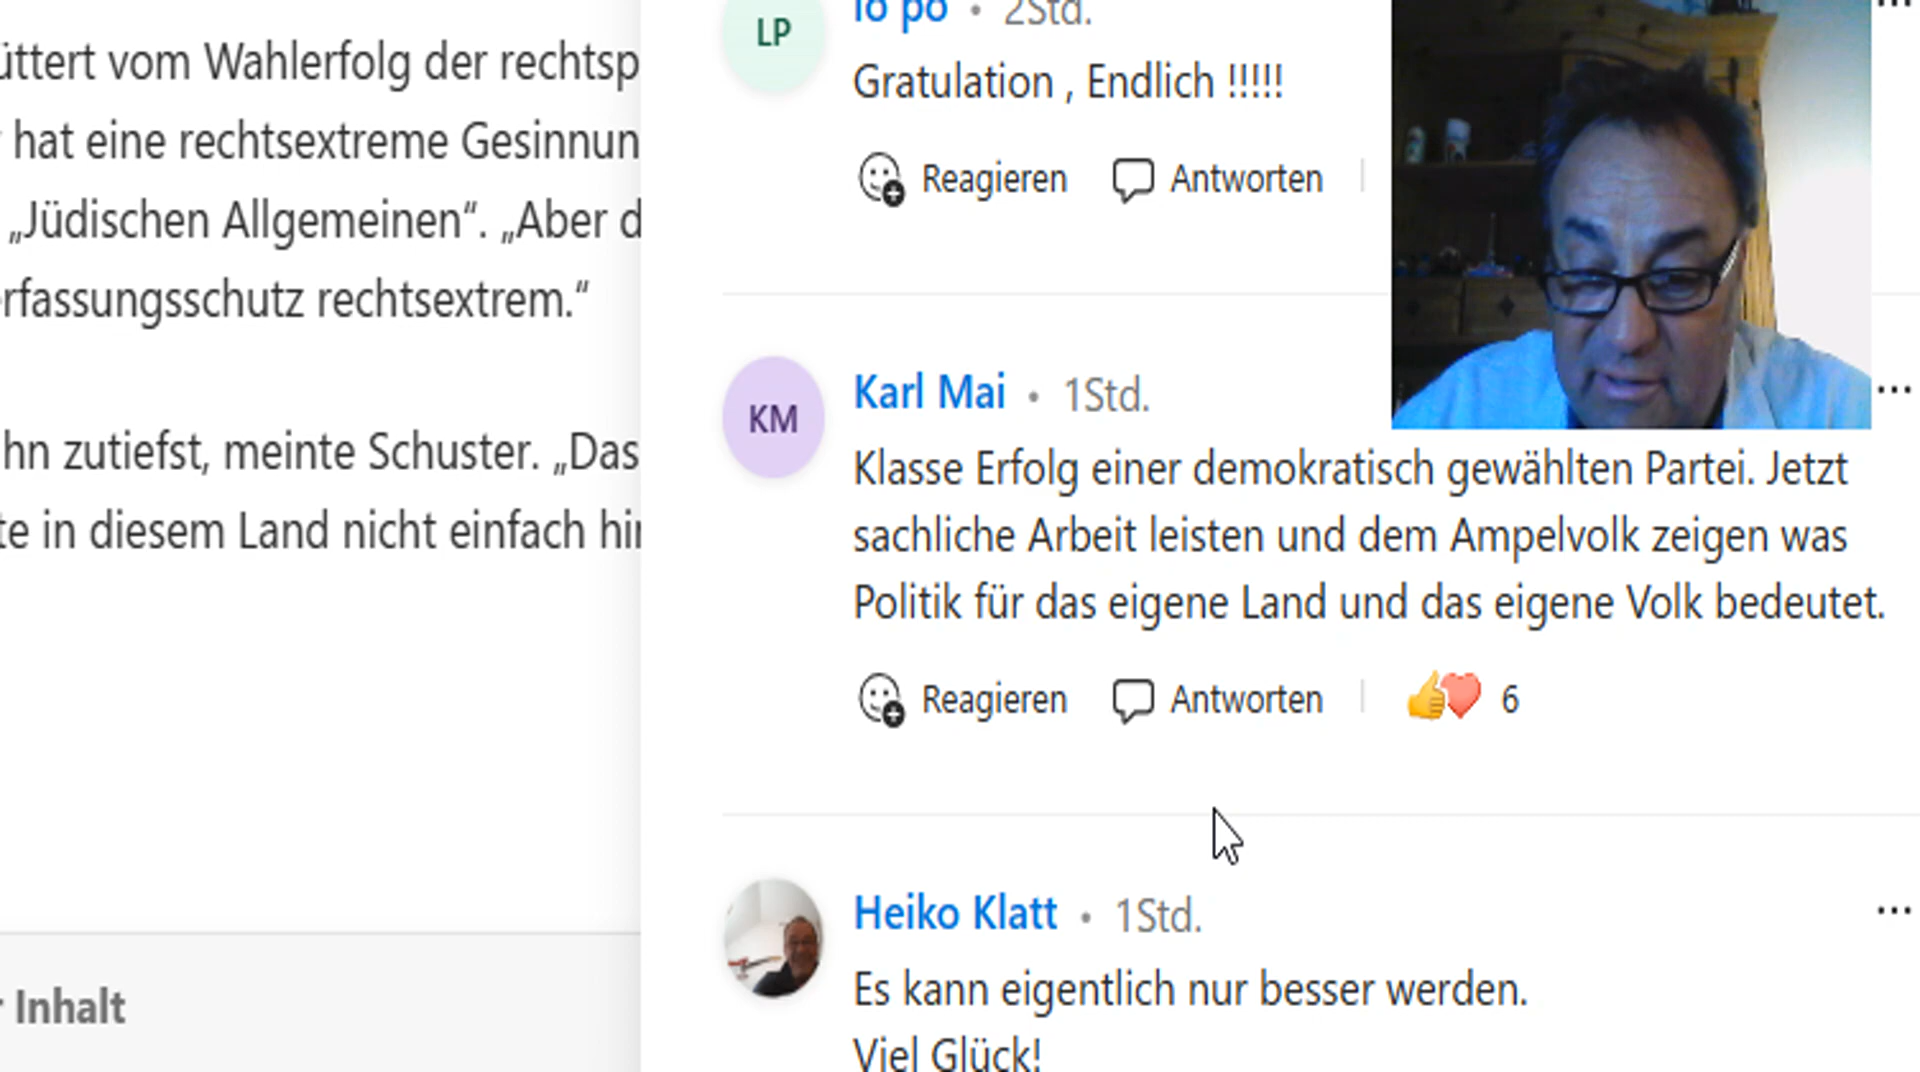 üttert vom Wahlerfolg der rechtsp
hat eine rechtsextreme Gesinnun
„Jüdischen Allgemeinen“. „Aber d
rfassungsschutz rechtsextrem.“
hn zutiefst, meinte Schuster. „Das
te in diesem Land nicht einfach hin
r Inhalt
LP
lo po • 2Std.
Gratulation , Endlich !!!!!
Reagieren Antworten
KM
Karl Mai • 1Std.
Klasse Erfolg einer demokratisch gewählten Partei. Jetzt
sachliche Arbeit leisten und dem Ampelvolk zeigen was
Politik für das eigene Land und das eigene Volk bedeutet.
Reagieren Antworten 6
Heiko Klatt • 1Std.
Es kann eigentlich nur besser werden.
Viel Glück!